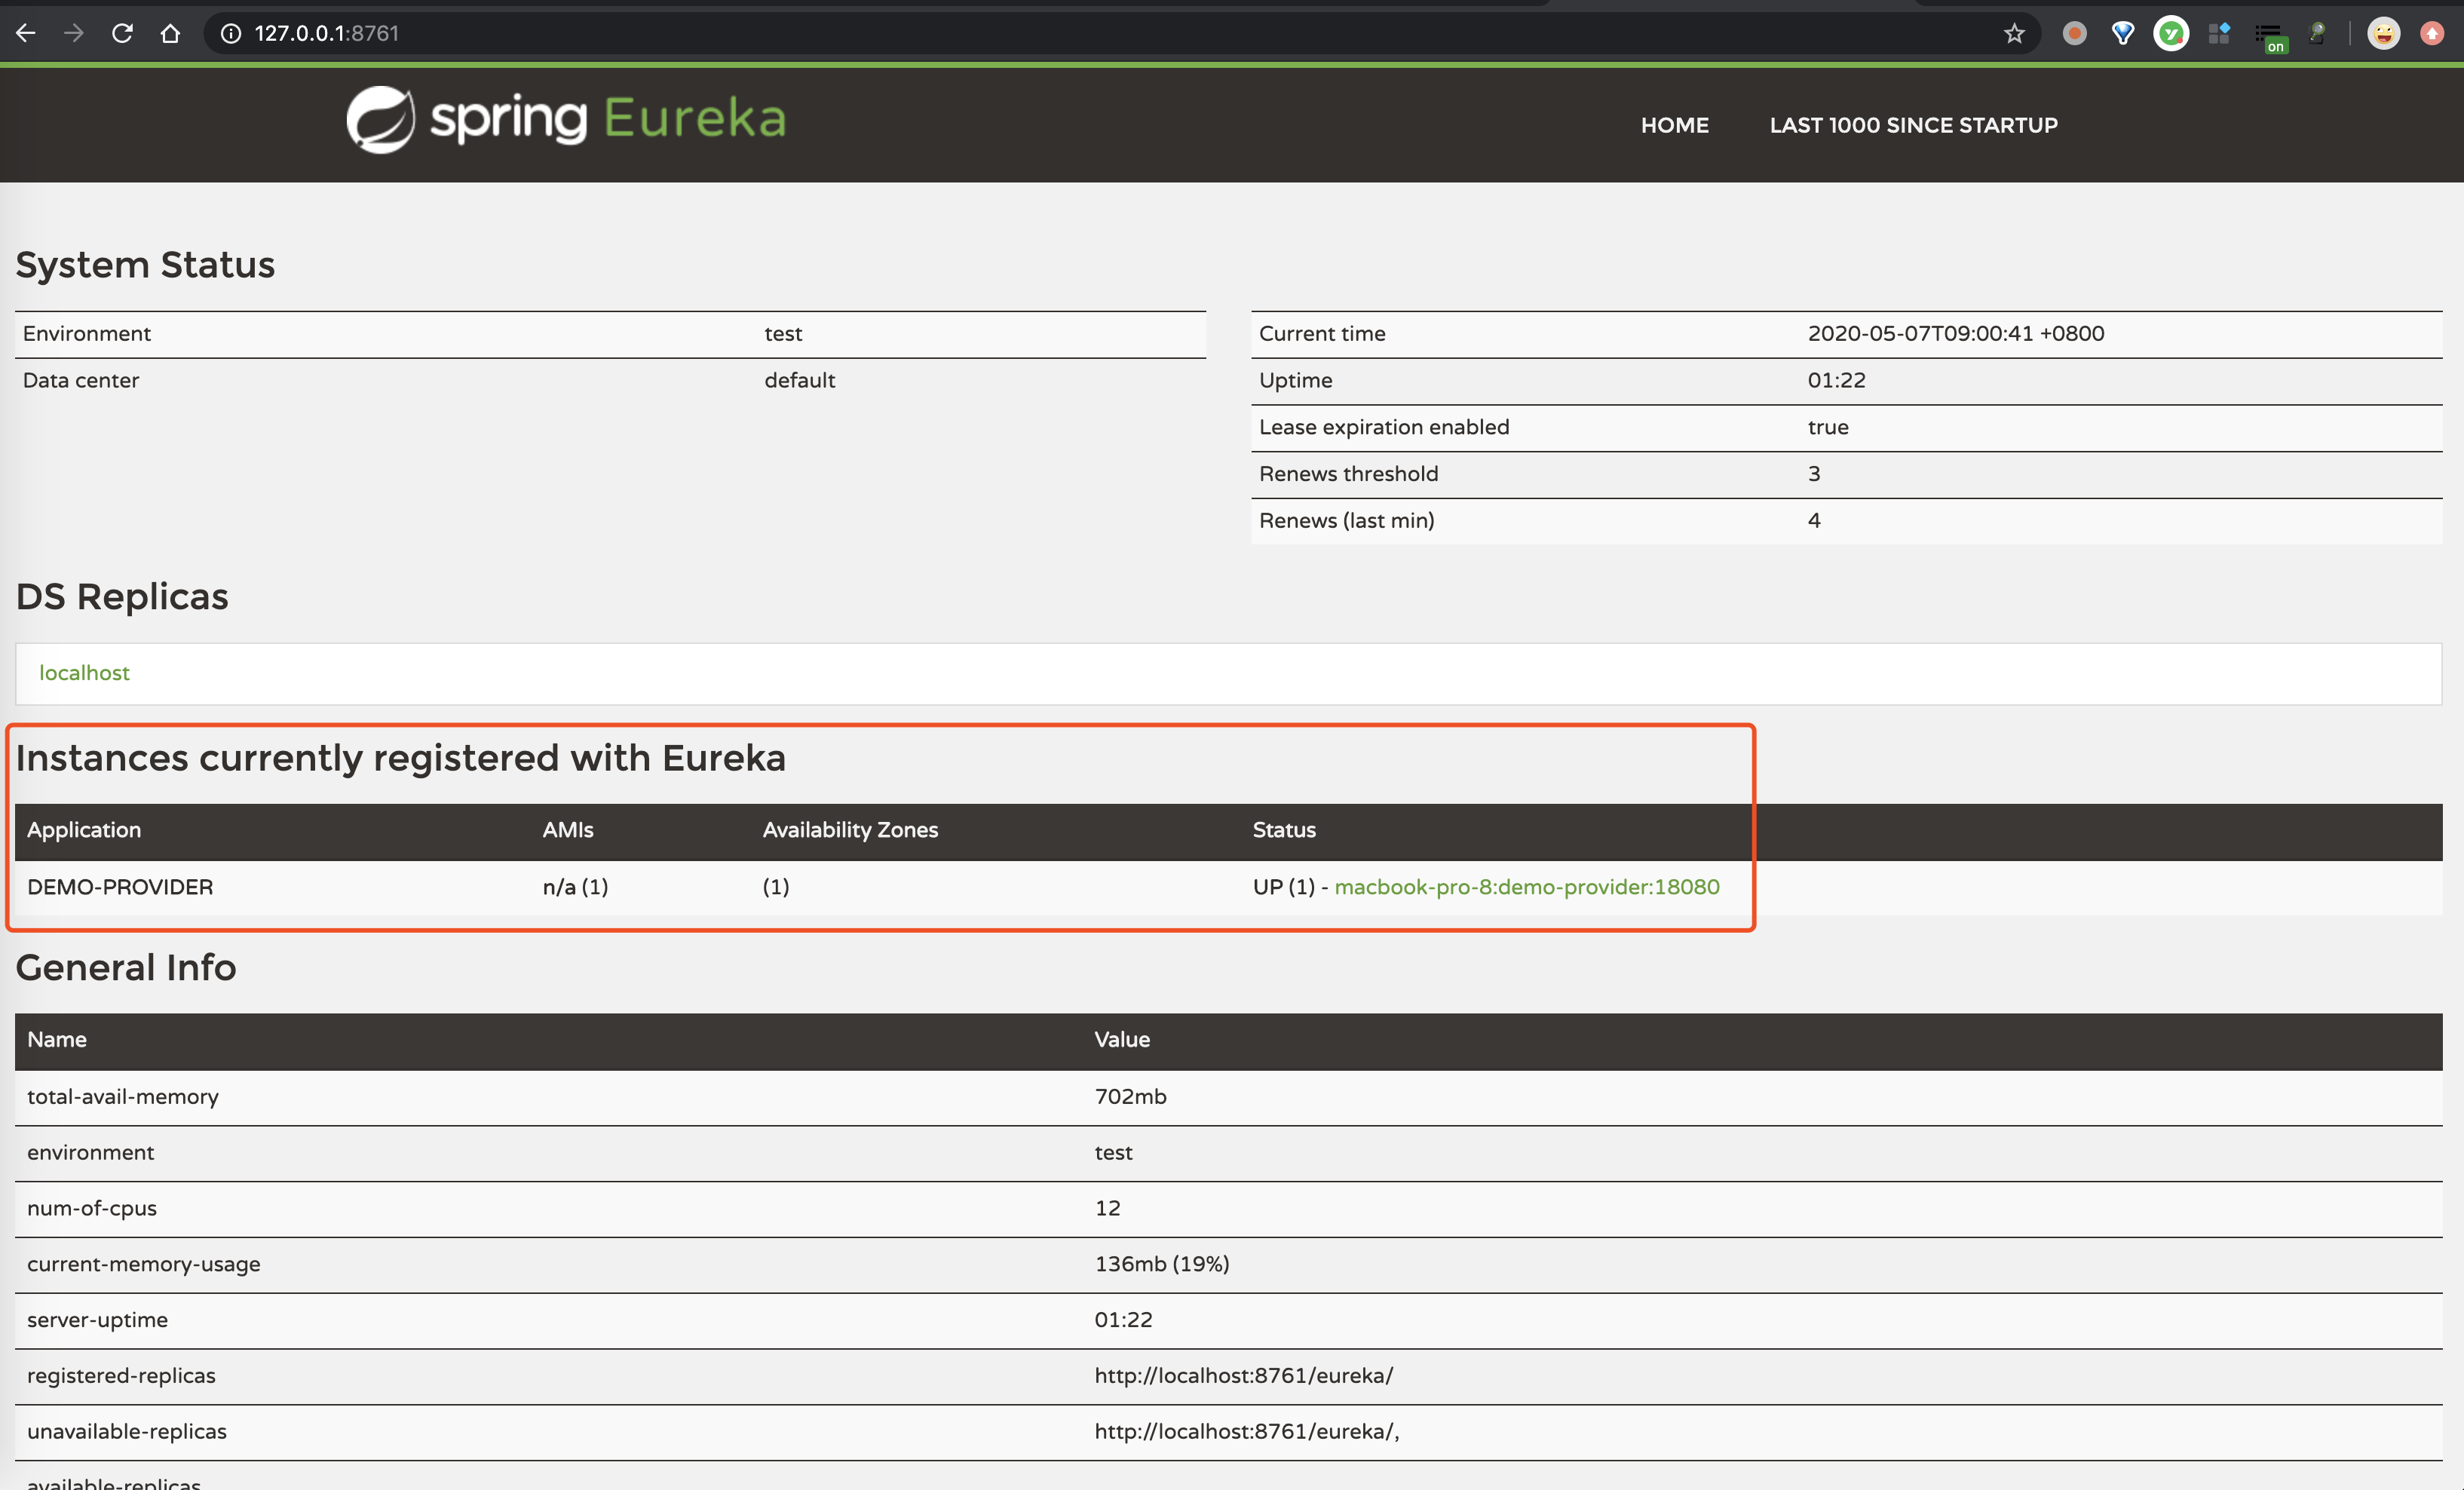 127.0.0.1:8761
on
spring Eureka
HOME LAST 1000 SINCE STARTUP
System Status
Environment test
Data center default
Current time 2020-05-07T09:00:41 +0800
Uptime 01:22
Lease expiration enabled true
Renews threshold 3
Renews (last min) 4
DS Replicas
localhost
Instances currently registered with Eureka
Application AMIs Availability Zones Status
DEMO-PROVIDER n/a (1) (1) UP (1) - macbook-pro-8:demo-provider:18080
General Info
Name Value
total-avail-memory 702mb
environment test
num-of-cpus 12
current-memory-usage 136mb (19%)
server-uptime 01:22
registered-replicas http://localhost:8761/eureka/
unavailable-replicas http://localhost:8761/eureka/,
available-replicas